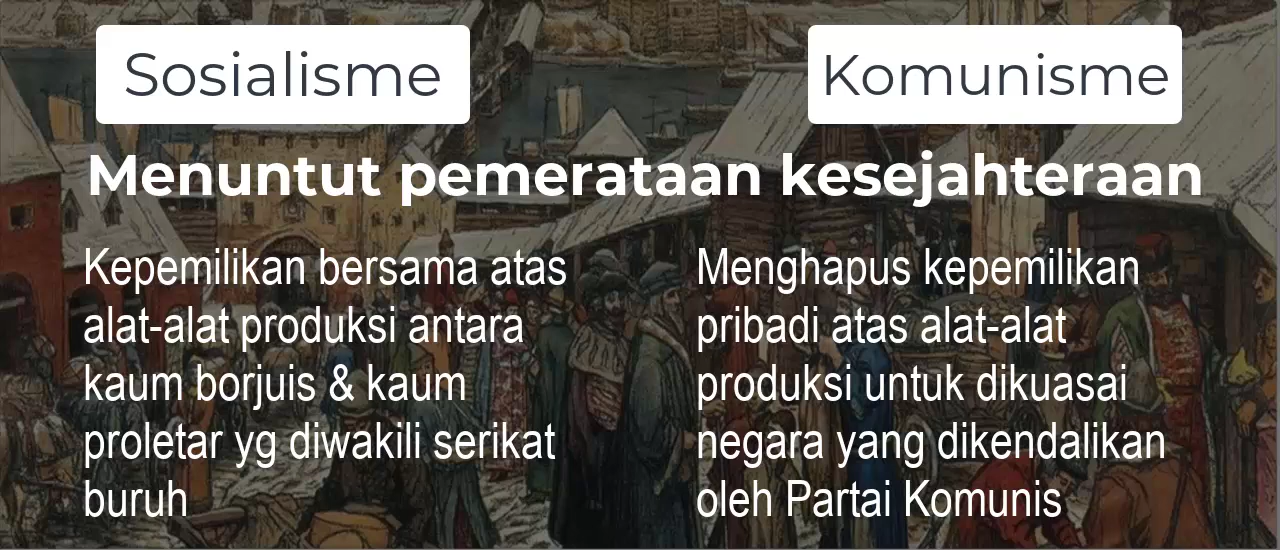 Sosialisme
Komunisme
Menuntut pemerataan kesejahteraan
Kepemilikan bersama atas
alat-alat produksi antara
kaum borjuis & kaum
proletar yg diwakili serikat
buruh
Menghapus kepemilikan
pribadi atas alat-alat
produksi untuk dikuasai
negara yang dikendalikan
oleh Partai Komunis